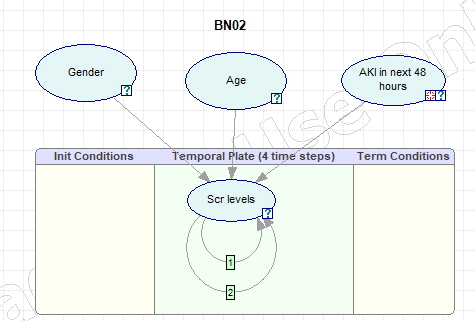 BN02
Gender
Age
AKI in next 48
hours
?
?
?
Init Conditions
Temporal Plate (4 time steps)
Term Conditions
Scr levels
?
1
2